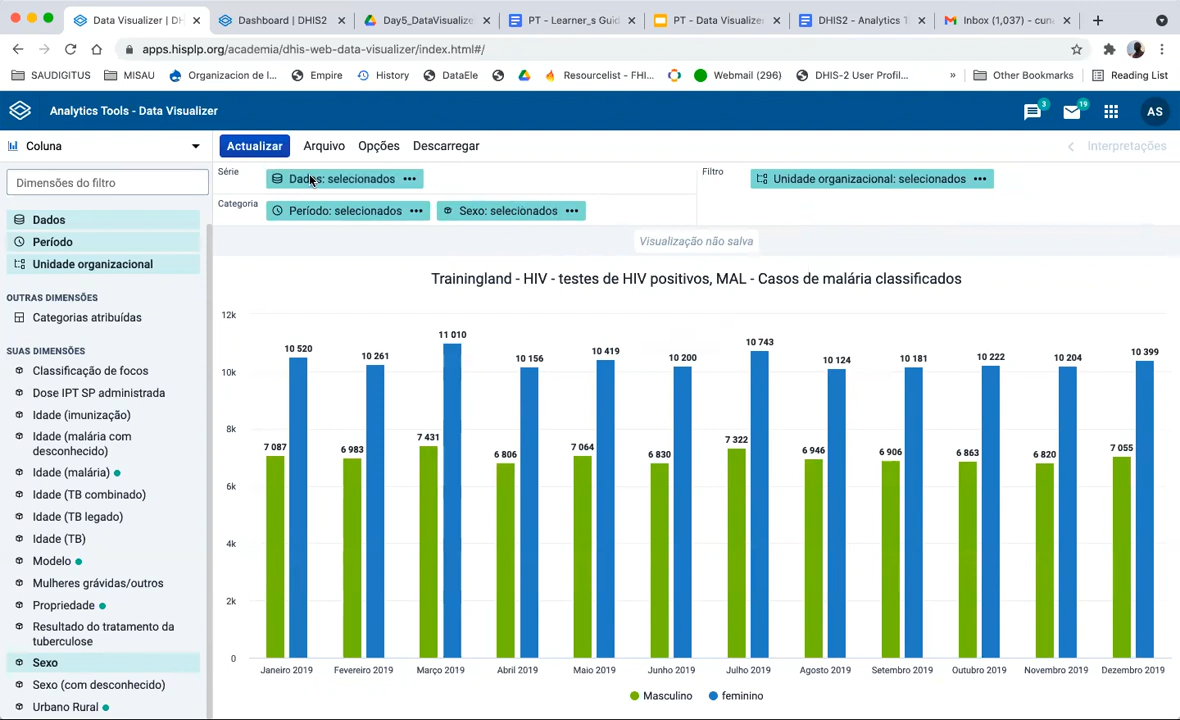 Data Visualizer | DH
Dashboard | DHIS2
Day5_DataVisualize
PT - Learner_s Guid
PT - Data Visualizer
DHIS2 - Analytics T
Inbox (1,037) - cun
apps.hisplp.org/academia/dhis-web-data-visualizer/index.html#/
SAUDIGITUS
MISAU
Organizacion de l...
Empire
History
DataEle
Resourcelist - FHI...
Webmail (296)
DHIS-2 User Profil...
»
Other Bookmarks
Reading List
Analytics Tools - Data Visualizer
3
19
AS
Coluna
Actualizar
Arquivo
Opções
Descarregar
Interpretações
Dimensões do filtro
Série
Dados: selecionados
Filtro
Unidade organizacional: selecionados
Categoria
Período: selecionados
Sexo: selecionados
Dados
Período
Unidade organizacional
OUTRAS DIMENSÕES
Categorias atribuídas
SUAS DIMENSÕES
Classificação de focos
Dose IPT SP administrada
Idade (imunização)
Idade (malária com
desconhecido)
Idade (malária)
Idade (TB combinado)
Idade (TB legado)
Idade (TB)
Modelo
Mulheres grávidas/outros
Propriedade
Resultado do tratamento da
tuberculose
Sexo
Sexo (com desconhecido)
Urbano Rural
Visualização não salva
Trainingland - HIV - testes de HIV positivos, MAL - Casos de malária classificados
12k
10k
8k
6k
4k
2k
0
7 087
10 520
6 983
10 261
7 431
11 010
6 806
10 156
7 064
10 419
6 830
10 200
7 322
10 743
6 946
10 124
6 906
10 181
6 863
10 222
6 820
10 204
7 055
10 399
Janeiro 2019
Fevereiro 2019
Março 2019
Abril 2019
Maio 2019
Junho 2019
Julho 2019
Agosto 2019
Setembro 2019
Outubro 2019
Novembro 2019
Dezembro 2019
Masculino
feminino